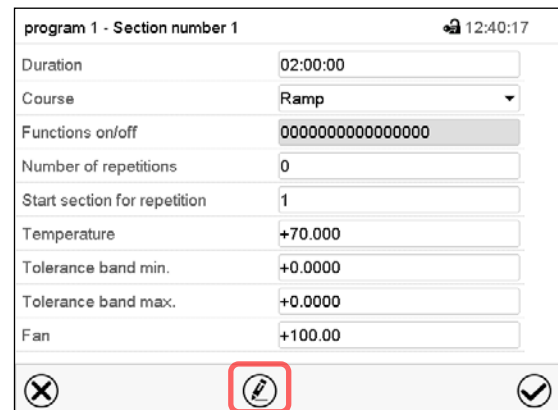 program 1 - Section number 1 12:40:17
Duration 02:00:00
Course Ramp
Functions on/off 0000000000000000
Number of repetitions 0
Start section for repetition 1
Temperature +70.000
Tolerance band min. +0.0000
Tolerance band max. +0.0000
Fan +100.00